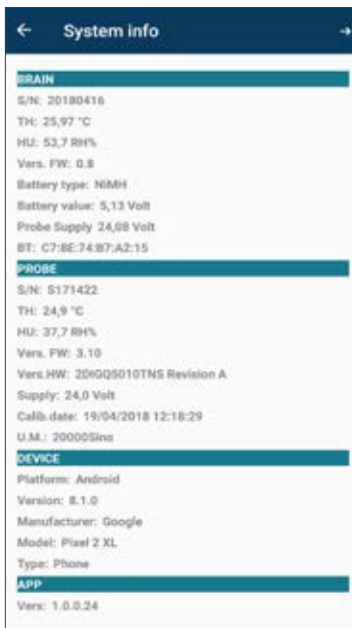 System info
BRAIN
S/N: 20180416
TH: 25,97 °C
HU: 53,7 RH%
Vers. FW: 0.8
Battery type: NiMH
Battery value: 5,13 Volt
Probe Supply 24,08 Volt
BT: C7:8E:74:B7:A2:15
PROBE
S/N: S171422
TH: 24,9 °C
HU: 37,7 RH%
Vers. FW: 3.10
Vers.HW: 2DIGQ5010TNS Revision A
Supply: 24,0 Volt
Calib.date: 19/04/2018 12:18:29
U.M.: 20000Sino
DEVICE
Platform: Android
Version: 8.1.0
Manufacturer: Google
Model: Pixel 2 XL
Type: Phone
APP
Vers: 1.0.0.24